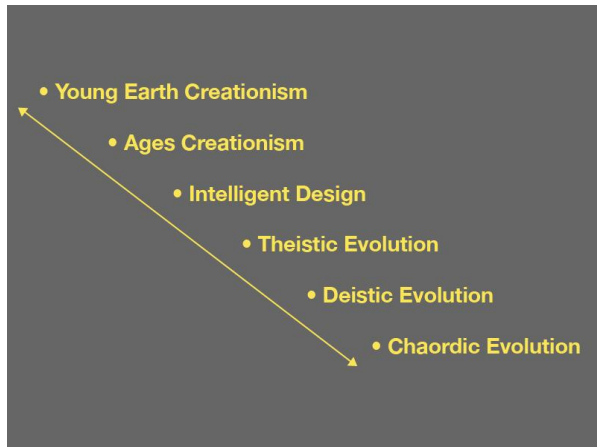 • Young Earth Creationism
• Ages Creationism
• Intelligent Design
• Theistic Evolution
• Deistic Evolution
• Chaordic Evolution